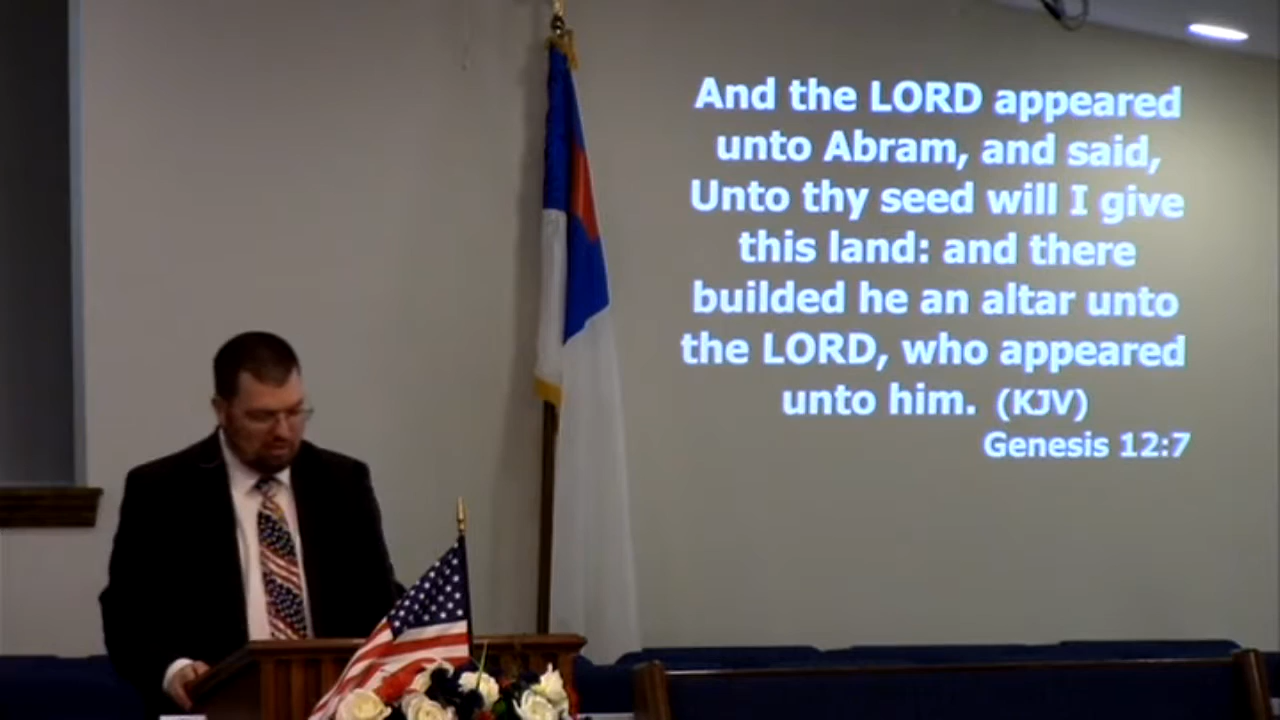 And the LORD appeared
unto Abram, and said,
Unto thy seed will I give
this land: and there
builded he an altar unto
the LORD, who appeared
unto him. (KJV)
Genesis 12:7